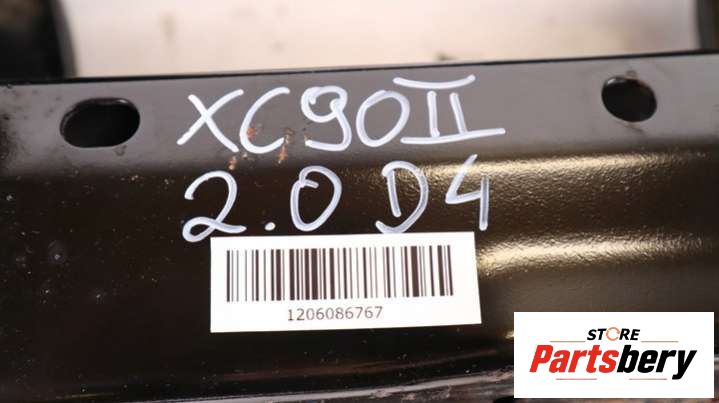 XC90II
2.0 D4
1206086767
STORE
Partsbery